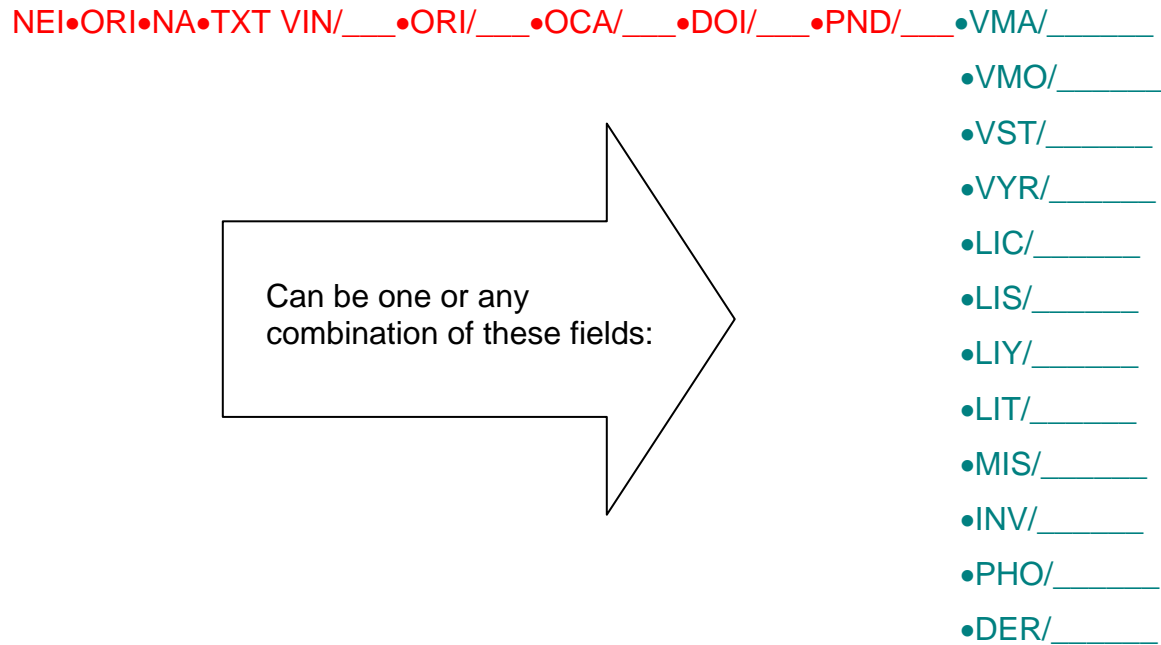 NEI•ORI•NA•TXT VIN/___•ORI/___•OCA/___•DOI/___•PND/___•VMA/______
•VMO/______
•VST/______
•VYR/______
•LIC/______
•LIS/______
•LIY/______
•LIT/______
•MIS/______
•INV/______
•PHO/______
•DER/______
Can be one or any
combination of these fields: